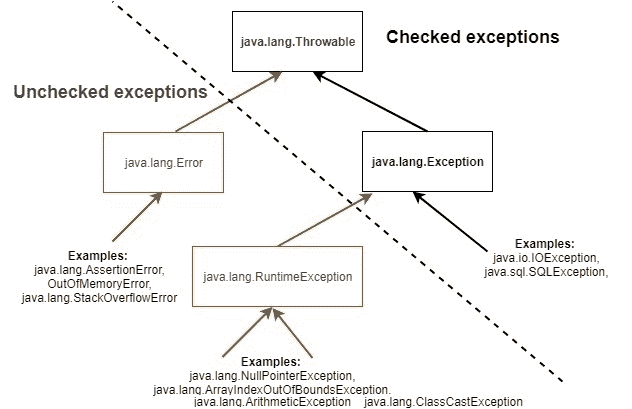 java.lang.Throwable
Checked exceptions
Unchecked exceptions
java.lang.Error
java.lang.Exception
Examples:
java.lang.AssertionError,
OutOfMemoryError,
java.lang.StackOverflowError
java.lang.RuntimeException
Examples:
java.io.IOException,
java.sql.SQLException,
Examples:
java.lang.NullPointerException,
java.lang.ArrayIndexOutOfBoundsException.
java.lang.ArithmeticException java.lang.ClassCastException